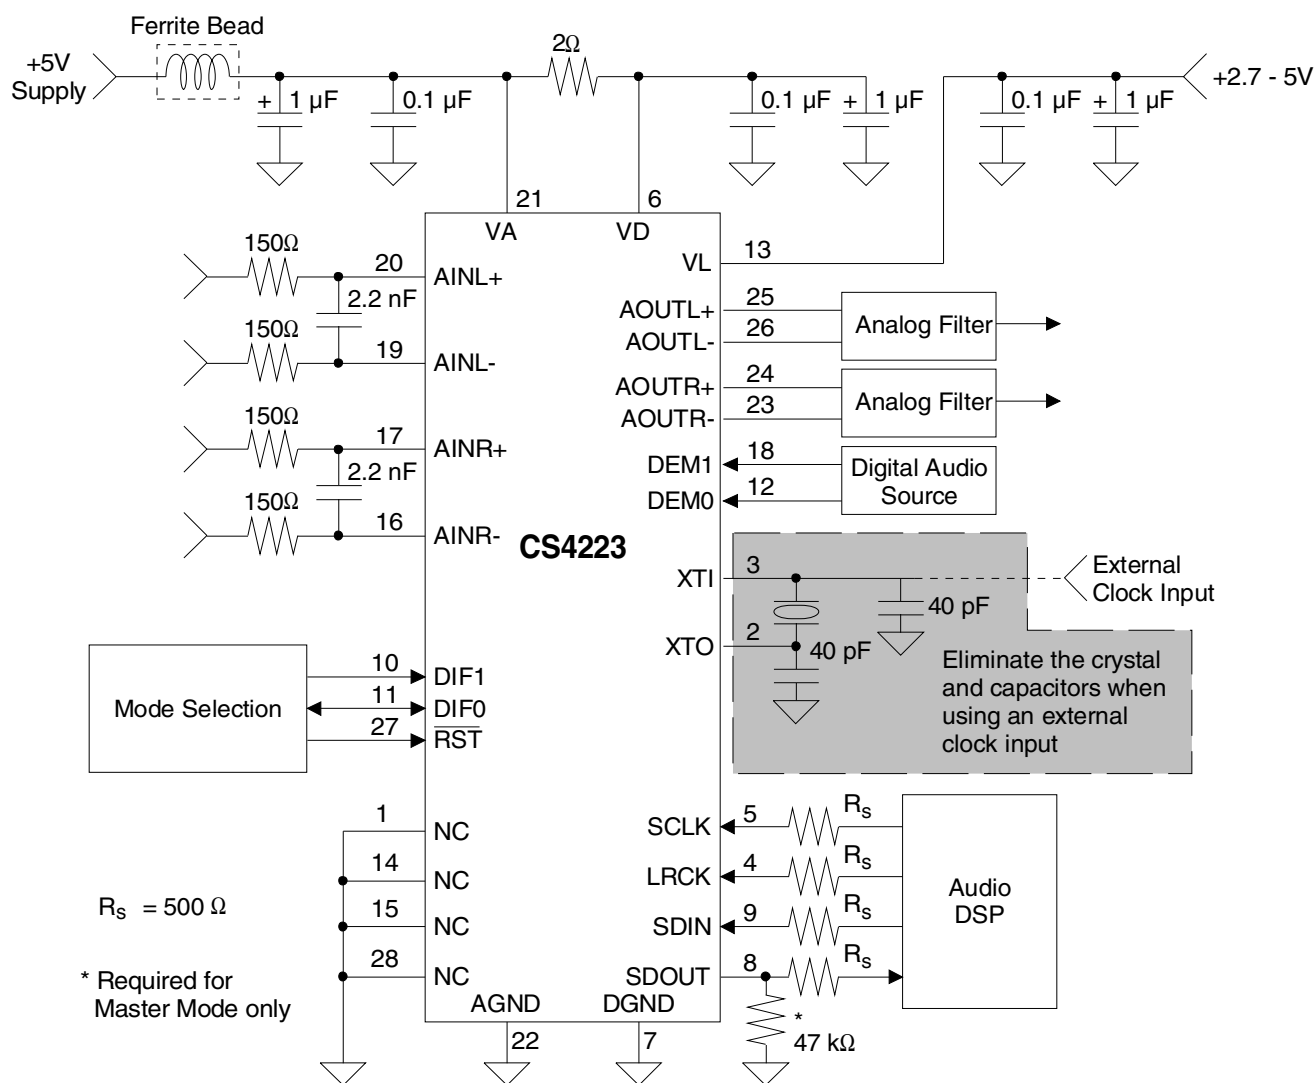 Ferrite Bead
+5V
Supply
2Ω
+2.7 - 5V
+ 1 µF
0.1 µF
0.1 µF
+ 1 µF
0.1 µF
+ 1 µF
21
6
VA
VD
150Ω
20
AINL+
2.2 nF
150Ω
19
AINL-
150Ω
17
AINR+
2.2 nF
150Ω
16
AINR-
CS4223
VL
13
AOUTL+
25
AOUTL-
26
Analog Filter
AOUTR+
24
AOUTR-
23
Analog Filter
DEM1
18
DEM0
12
Digital Audio
Source
XTI
3
External
Clock Input
40 pF
XTO
2
40 pF
Eliminate the crystal
and capacitors when
using an external
clock input
Mode Selection
10
DIF1
11
DIF0
27
RST
1
NC
14
NC
15
NC
28
NC
SCLK
5
Rs
LRCK
4
Rs
SDIN
9
Rs
SDOUT
8
Rs
Audio
DSP
Rs = 500 Ω
* Required for
Master Mode only
AGND
DGND
22
7
*
47 kΩ